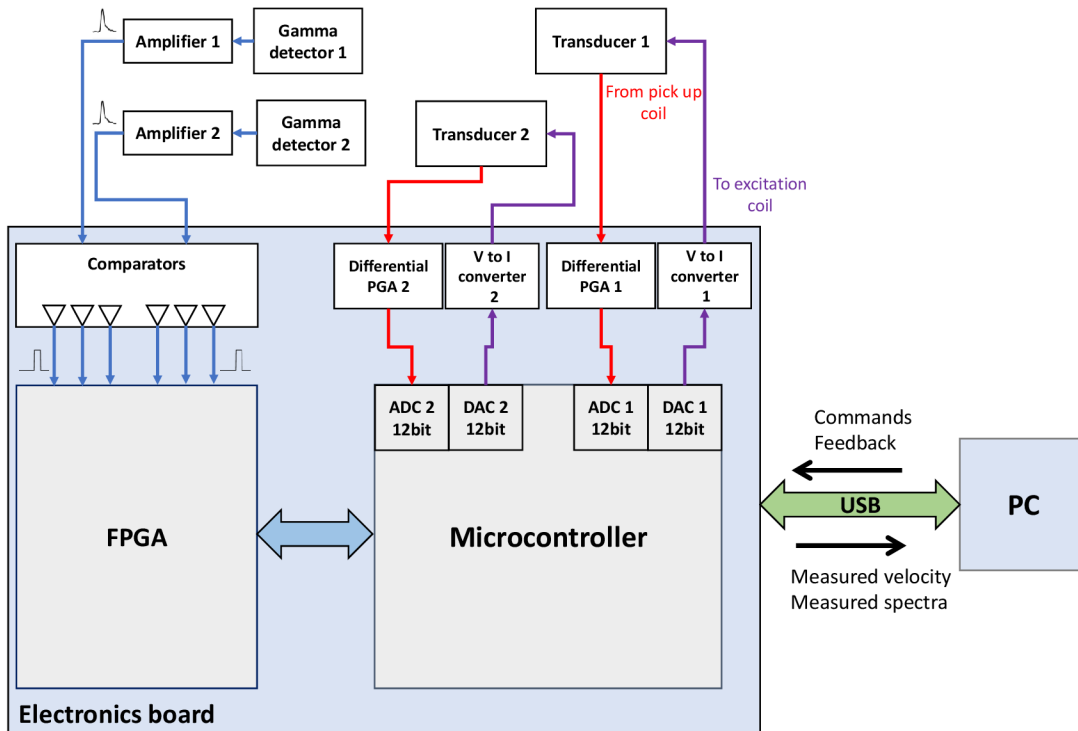 Amplifier 1
Gamma
detector 1
Transducer 1
From pick up
coil
Amplifier 2
Gamma
detector 2
Transducer 2
To excitation
coil
Comparators
Differential
PGA 2
V to I
converter
2
Differential
PGA 1
V to I
converter
1
ADC 2
12bit
DAC 2
12bit
ADC 1
12bit
DAC 1
12bit
Commands
Feedback
FPGA
Microcontroller
USB
PC
Measured velocity
Measured spectra
Electronics board